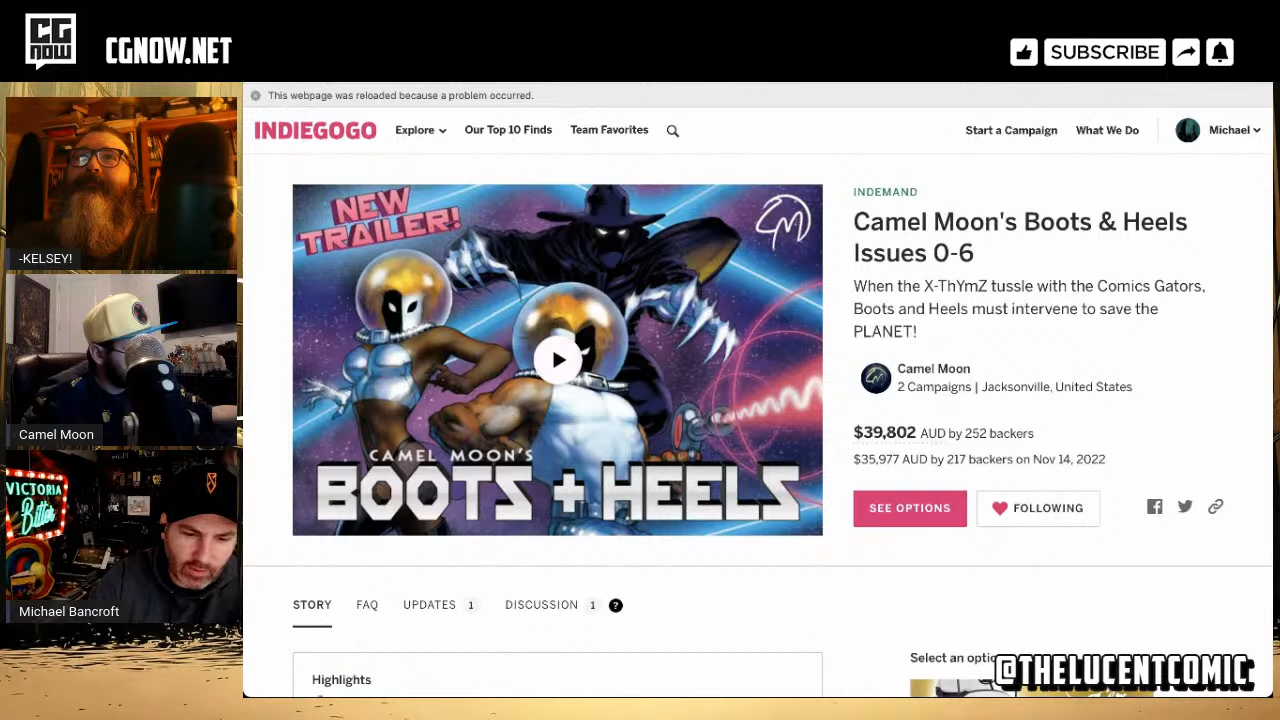 CG
NOW
CGNOW.NET
SUBSCRIBE
This webpage was reloaded because a problem occurred.
INDIEGOGO
Explore
Our Top 10 Finds
Team Favorites
Start a Campaign
What We Do
Michael
NEW
TRAILER!
CM
CAMEL MOON'S
BOOTS + HEELS
INDEMAND
Camel Moon's Boots & Heels
Issues 0-6
When the X-ThYmZ tussle with the Comics Gators,
Boots and Heels must intervene to save the
PLANET!
Camel Moon
2 Campaigns | Jacksonville, United States
$39,802 AUD by 252 backers
$35,977 AUD by 217 backers on Nov 14, 2022
SEE OPTIONS
FOLLOWING
STORY
FAQ
UPDATES 1
DISCUSSION 1 ?
Highlights
Select an optio
@THELUCENTCOMIC
-KELSEY!
Camel Moon
VICTORIA
Bitter
Michael Bancroft